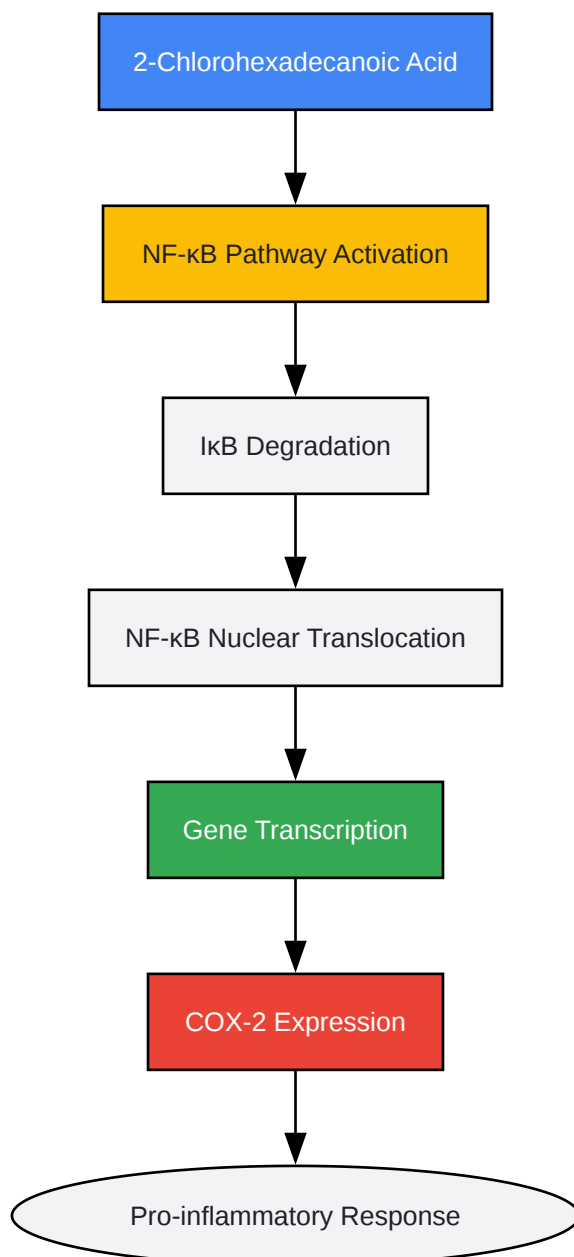 2-Chlorohexadecanoic Acid
NF-κB Pathway Activation
IκB Degradation
NF-κB Nuclear Translocation
Gene Transcription
COX-2 Expression
Pro-inflammatory Response